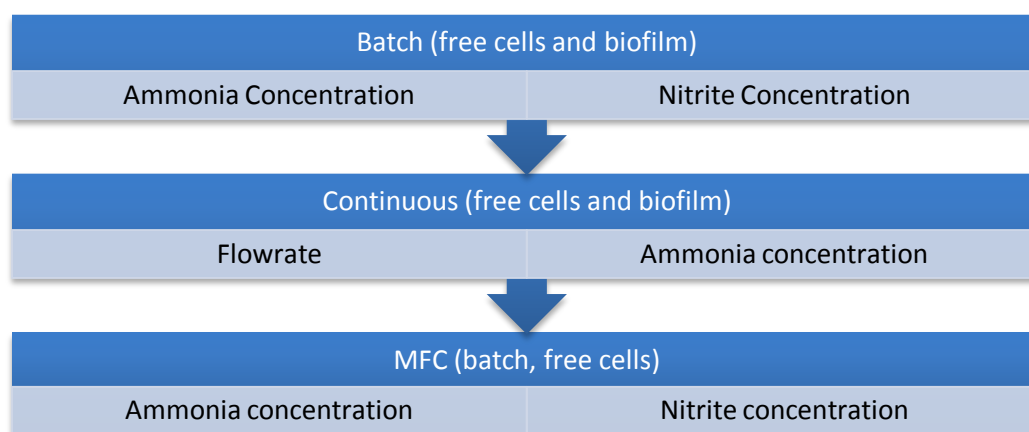 Batch (free cells and biofilm)
Ammonia Concentration
Nitrite Concentration
Continuous (free cells and biofilm)
Flowrate
Ammonia concentration
MFC (batch, free cells)
Ammonia concentration
Nitrite concentration